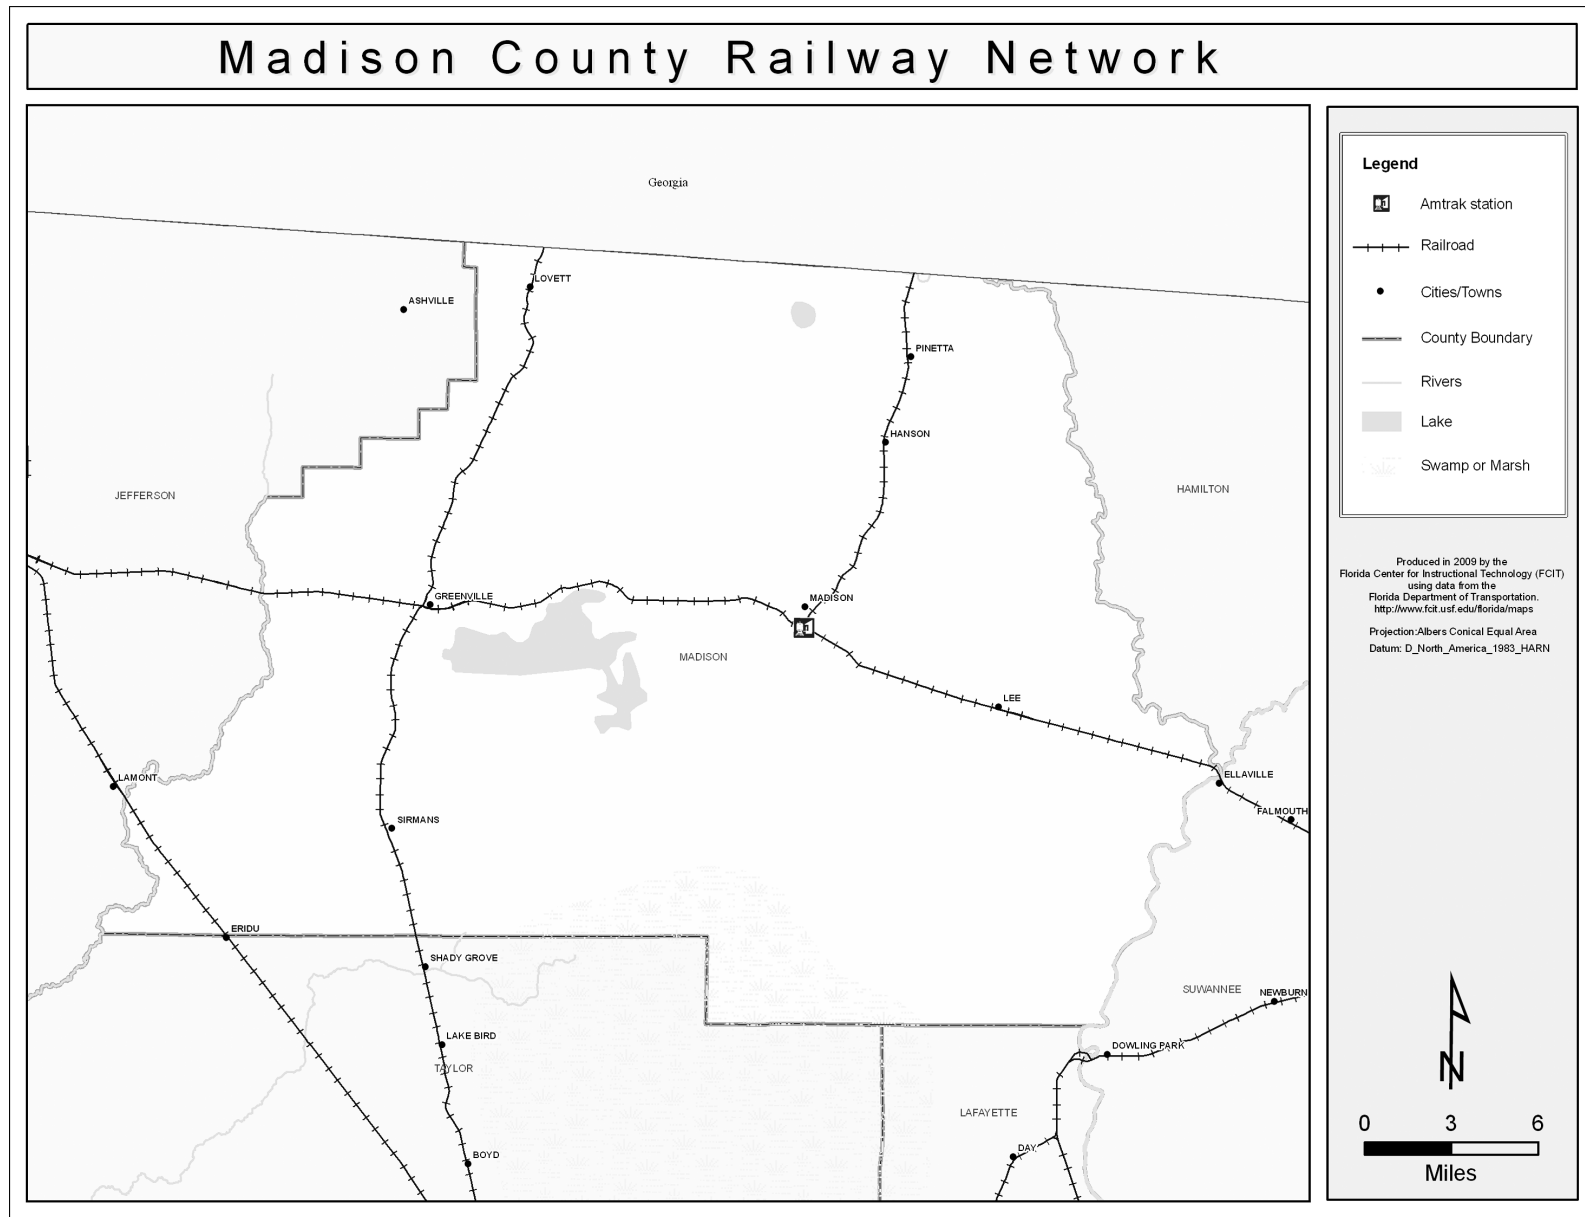 Madison County Railway Network
Georgia
LOVETT
ASHVILLE
PINETTA
HANSON
JEFFERSON
HAMILTON
GREENVILLE
MADISON
MADISON
LEE
LAMONT
ELLAVILLE
FALMOUTH
SIRMANS
ERIDU
SHADY GROVE
SUWANNEE
NEWBURN
LAKE BIRD
DOWLING PARK
TAYLOR
LAFAYETTE
DAY
BOYD
Legend
Amtrak station
Railroad
Cities/Towns
County Boundary
Rivers
Lake
Swamp or Marsh
Produced in 2009 by the
Florida Center for Instructional Technology (FCIT)
using data from the
Florida Department of Transportation.
http://www.fcit.usf.edu/florida/maps
Projection:Albers Conical Equal Area
Datum: D_North_America_1983_HARN
N
0 3 6
Miles